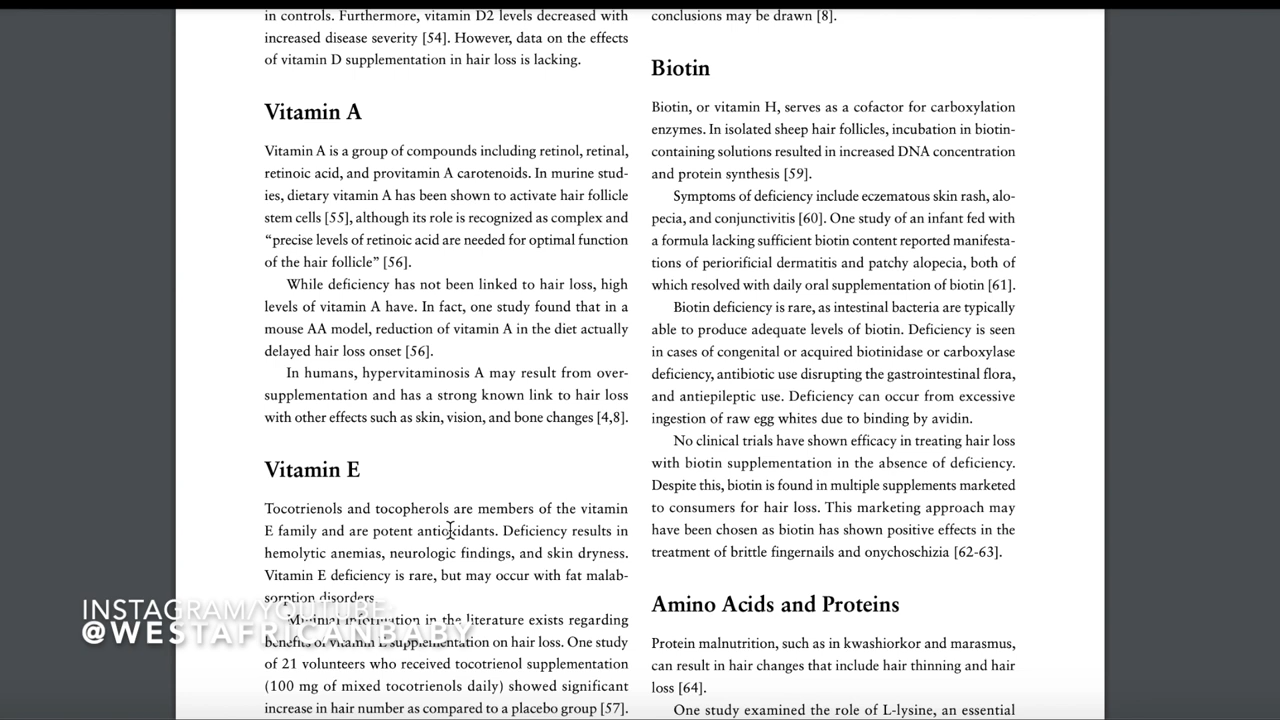 in controls. Furthermore, vitamin D2 levels decreased with
increased disease severity [54]. However, data on the effects
of vitamin D supplementation in hair loss is lacking.
Vitamin A
Vitamin A is a group of compounds including retinol, retinal,
retinoic acid, and provitamin A carotenoids. In murine stud-
ies, dietary vitamin A has been shown to activate hair follicle
stem cells [55], although its role is recognized as complex and
“precise levels of retinoic acid are needed for optimal function
of the hair follicle” [56].
While deficiency has not been linked to hair loss, high
levels of vitamin A have. In fact, one study found that in a
mouse AA model, reduction of vitamin A in the diet actually
delayed hair loss onset [56].
In humans, hypervitaminosis A may result from over-
supplementation and has a strong known link to hair loss
with other effects such as skin, vision, and bone changes [4,8].
Vitamin E
Tocotrienols and tocopherols are members of the vitamin
E family and are potent antioxidants. Deficiency results in
hemolytic anemias, neurologic findings, and skin dryness.
Vitamin E deficiency is rare, but may occur with fat malab-
sorption disorders.
Minimal information in the literature exists regarding
benefits of vitamin E supplementation on hair loss. One study
of 21 volunteers who received tocotrienol supplementation
(100 mg of mixed tocotrienols daily) showed significant
increase in hair number as compared to a placebo group [57].
conclusions may be drawn [8].
Biotin
Biotin, or vitamin H, serves as a cofactor for carboxylation
enzymes. In isolated sheep hair follicles, incubation in biotin-
containing solutions resulted in increased DNA concentration
and protein synthesis [59].
Symptoms of deficiency include eczematous skin rash, alo-
pecia, and conjunctivitis [60]. One study of an infant fed with
a formula lacking sufficient biotin content reported manifesta-
tions of periorificial dermatitis and patchy alopecia, both of
which resolved with daily oral supplementation of biotin [61].
Biotin deficiency is rare, as intestinal bacteria are typically
able to produce adequate levels of biotin. Deficiency is seen
in cases of congenital or acquired biotinidase or carboxylase
deficiency, antibiotic use disrupting the gastrointestinal flora,
and antiepileptic use. Deficiency can occur from excessive
ingestion of raw egg whites due to binding by avidin.
No clinical trials have shown efficacy in treating hair loss
with biotin supplementation in the absence of deficiency.
Despite this, biotin is found in multiple supplements marketed
to consumers for hair loss. This marketing approach may
have been chosen as biotin has shown positive effects in the
treatment of brittle fingernails and onychoschizia [62-63].
Amino Acids and Proteins
Protein malnutrition, such as in kwashiorkor and marasmus,
can result in hair changes that include hair thinning and hair
loss [64].
One study examined the role of L-lysine, an essential
INSTAGRAM/YOUTUBE:
@WESTAFRICANBABY